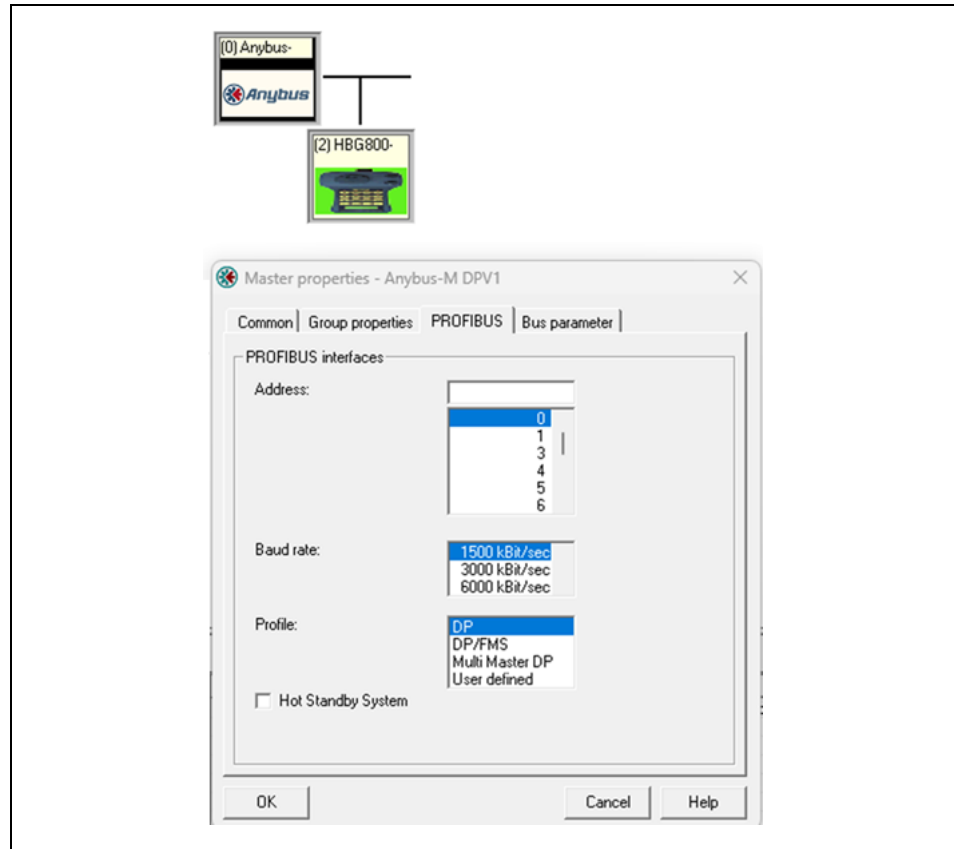 (0) Anybus-
Anybus
(2) HBG800-
Master properties - Anybus-M DPV1
Common
Group properties
PROFIBUS
Bus parameter
PROFIBUS interfaces
Address:
0
1
3
4
5
6
Baud rate:
1500 kBit/sec
3000 kBit/sec
6000 kBit/sec
Profile:
DP
DP/FMS
Multi Master DP
User defined
Hot Standby System
OK
Cancel
Help